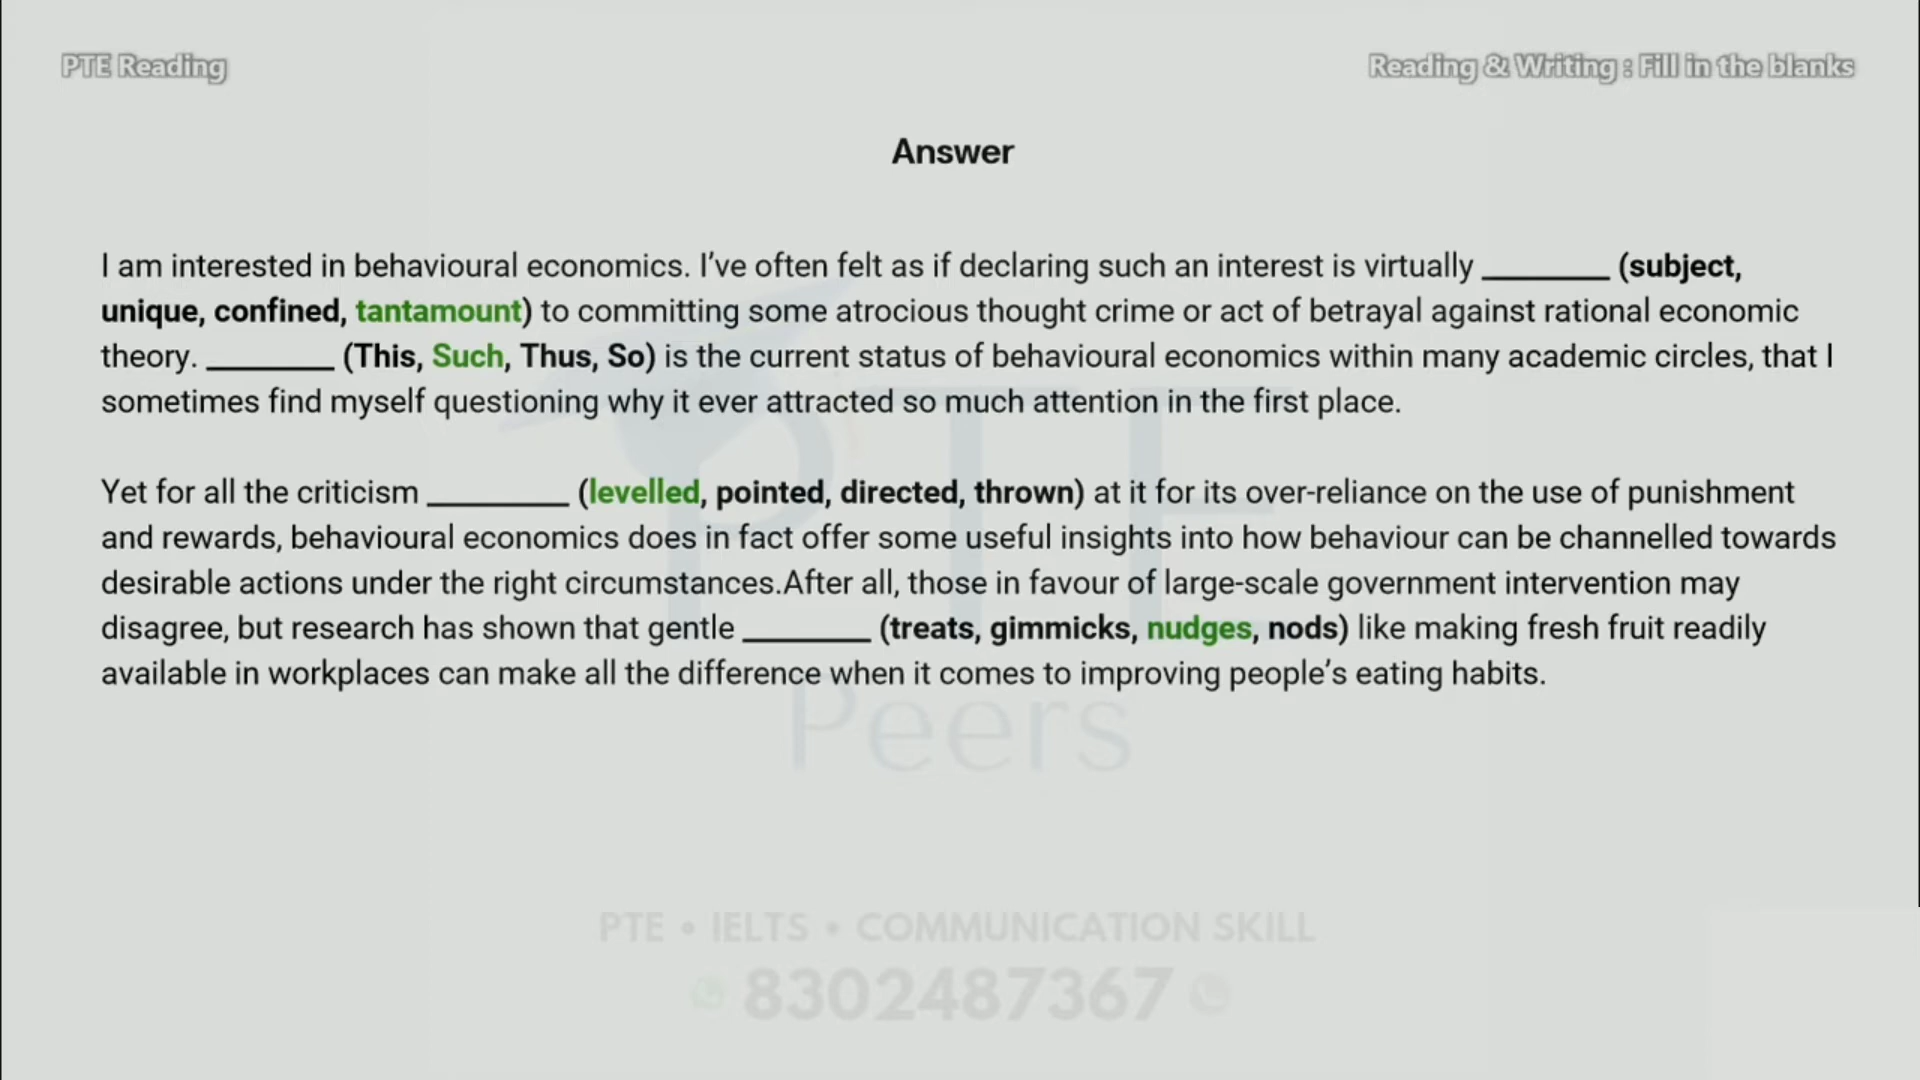 PTE Reading
Reading & Writing : Fill in the blanks
Answer
I am interested in behavioural economics. I’ve often felt as if declaring such an interest is virtually ________ (subject,
unique, confined, tantamount) to committing some atrocious thought crime or act of betrayal against rational economic
theory. ________ (This, Such, Thus, So) is the current status of behavioural economics within many academic circles, that I
sometimes find myself questioning why it ever attracted so much attention in the first place.
Yet for all the criticism _________ (levelled, pointed, directed, thrown) at it for its over-reliance on the use of punishment
and rewards, behavioural economics does in fact offer some useful insights into how behaviour can be channelled towards
desirable actions under the right circumstances.After all, those in favour of large-scale government intervention may
disagree, but research has shown that gentle ________ (treats, gimmicks, nudges, nods) like making fresh fruit readily
available in workplaces can make all the difference when it comes to improving people’s eating habits.
PTE
Peers
PTE • IELTS • COMMUNICATION SKILL
8302487367